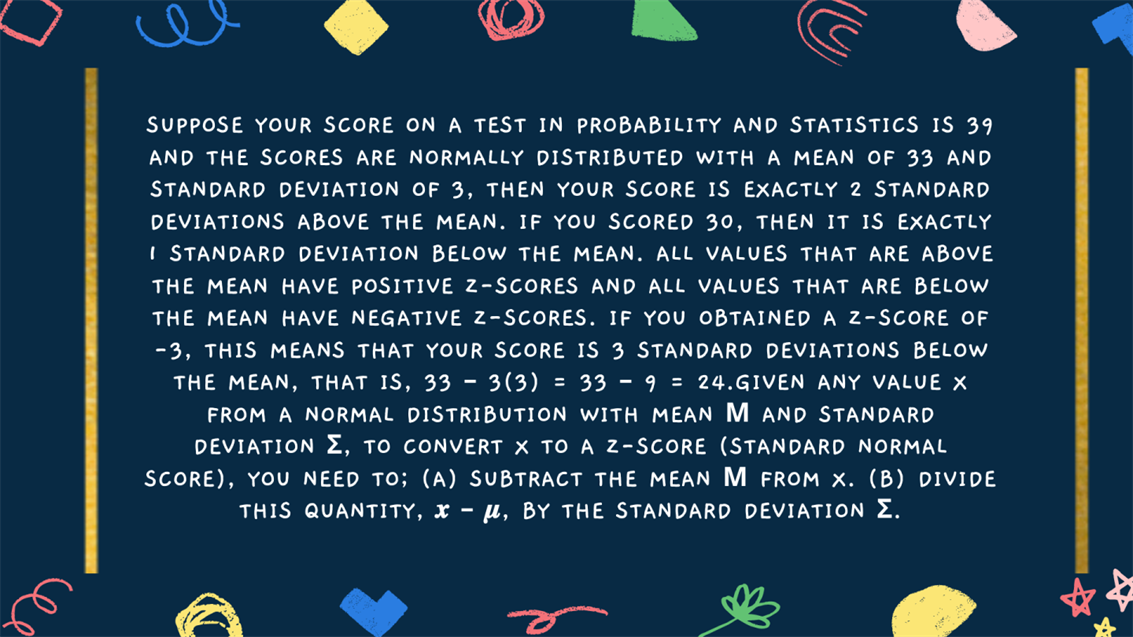 SUPPOSE YOUR SCORE ON A TEST IN PROBABILITY AND STATISTICS IS 39
AND THE SCORES ARE NORMALLY DISTRIBUTED WITH A MEAN OF 33 AND
STANDARD DEVIATION OF 3, THEN YOUR SCORE IS EXACTLY 2 STANDARD
DEVIATIONS ABOVE THE MEAN. IF YOU SCORED 30, THEN IT IS EXACTLY
1 STANDARD DEVIATION BELOW THE MEAN. ALL VALUES THAT ARE ABOVE
THE MEAN HAVE POSITIVE Z-SCORES AND ALL VALUES THAT ARE BELOW
THE MEAN HAVE NEGATIVE Z-SCORES. IF YOU OBTAINED A Z-SCORE OF
-3, THIS MEANS THAT YOUR SCORE IS 3 STANDARD DEVIATIONS BELOW
THE MEAN, THAT IS, 33 – 3(3) = 33 – 9 = 24.GIVEN ANY VALUE X
FROM A NORMAL DISTRIBUTION WITH MEAN Μ AND STANDARD
DEVIATION Σ, TO CONVERT X TO A Z-SCORE (STANDARD NORMAL
SCORE), YOU NEED TO; (A) SUBTRACT THE MEAN Μ FROM X. (B) DIVIDE
THIS QUANTITY, 𝒙 − 𝝁, BY THE STANDARD DEVIATION Σ.